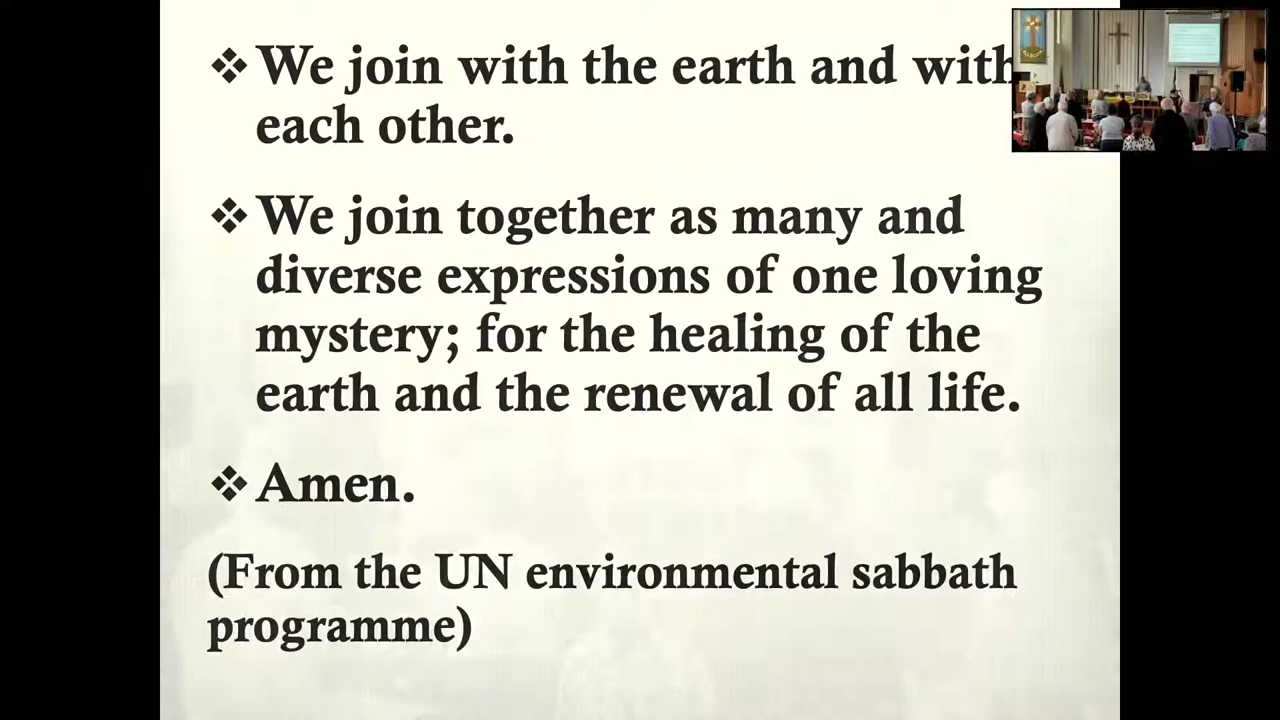 ❖ We join with the earth and with
each other.
❖ We join together as many and
diverse expressions of one loving
mystery; for the healing of the
earth and the renewal of all life.
❖ Amen.
(From the UN environmental sabbath
programme)